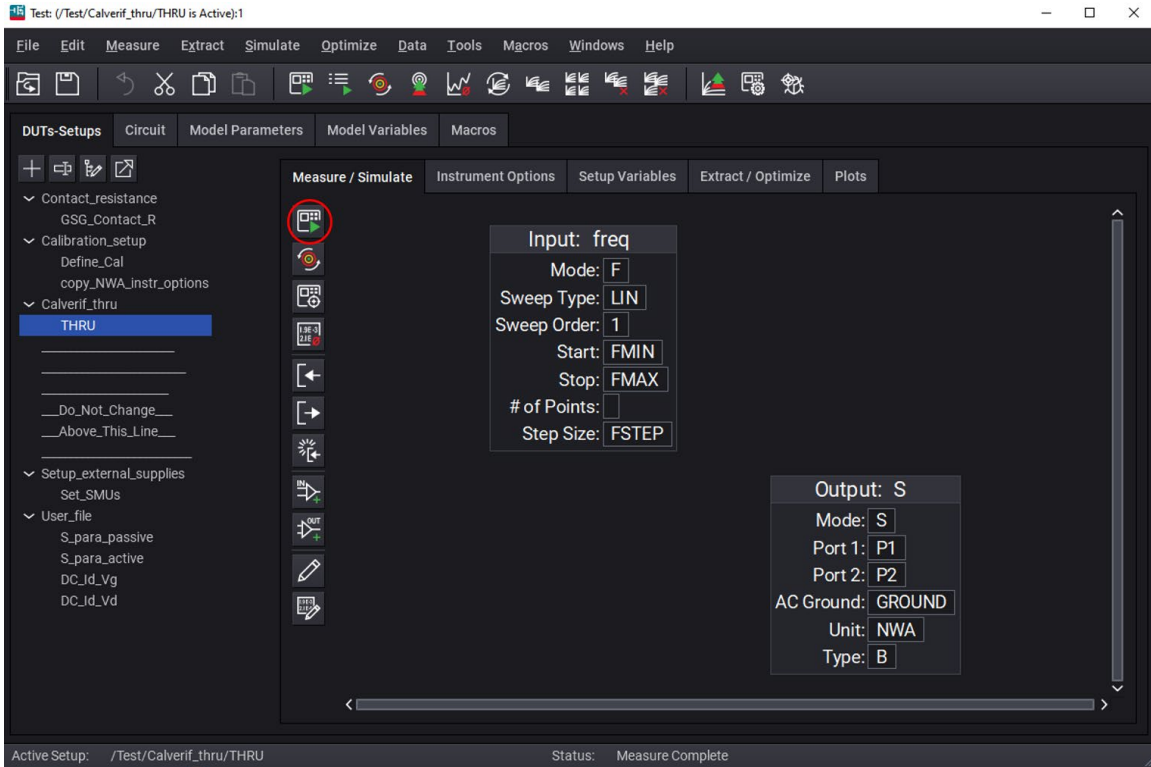 Test: (/Test/Calverif_thru/THRU is Active):1
File Edit Measure Extract Simulate Optimize Data Tools Macros Windows Help
DUTs-Setups Circuit Model Parameters Model Variables Macros
Measure / Simulate Instrument Options Setup Variables Extract / Optimize Plots
Contact_resistance
GSG_Contact_R
Calibration_setup
Define_Cal
copy_NWA_instr_options
Calverif_thru
THRU
___Do_Not_Change___
___Above_This_Line___
Setup_external_supplies
Set_SMUs
User_file
S_para_passive
S_para_active
DC_Id_Vg
DC_Id_Vd
IN
OUT
Input: freq
Mode: F
Sweep Type: LIN
Sweep Order: 1
Start: FMIN
Stop: FMAX
# of Points:
Step Size: FSTEP
Output: S
Mode: S
Port 1: P1
Port 2: P2
AC Ground: GROUND
Unit: NWA
Type: B
Active Setup: /Test/Calverif_thru/THRU Status: Measure Complete